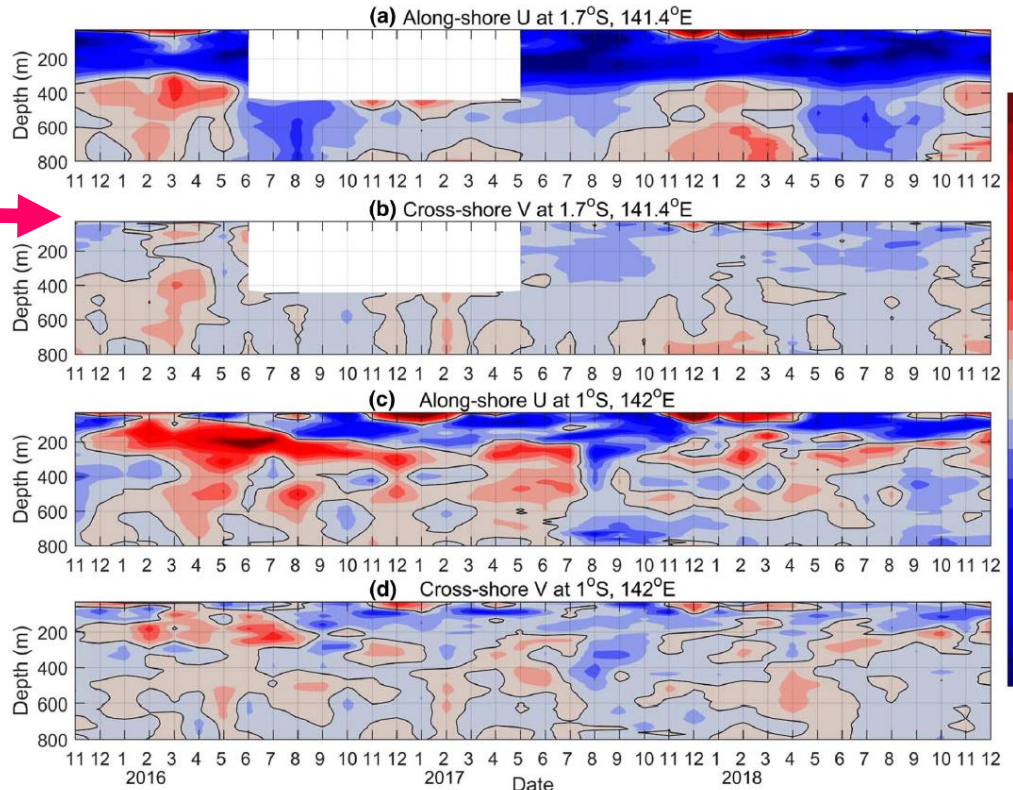 (a) Along-shore U at 1.7°S, 141.4°E
Depth (m)
200
400
600
800
11 12 1 2 3 4 5 6 7 8 9 10 11 12 1 2 3 4 5 6 7 8 9 10 11 12 1 2 3 4 5 6 7 8 9 10 11 12
(b) Cross-shore V at 1.7°S, 141.4°E
Depth (m)
200
400
600
800
11 12 1 2 3 4 5 6 7 8 9 10 11 12 1 2 3 4 5 6 7 8 9 10 11 12 1 2 3 4 5 6 7 8 9 10 11 12
(c) Along-shore U at 1°S, 142°E
Depth (m)
200
400
600
800
11 12 1 2 3 4 5 6 7 8 9 10 11 12 1 2 3 4 5 6 7 8 9 10 11 12 1 2 3 4 5 6 7 8 9 10 11 12
(d) Cross-shore V at 1°S, 142°E
Depth (m)
200
400
600
800
11 12 1 2 3 4 5 6 7 8 9 10 11 12 1 2 3 4 5 6 7 8 9 10 11 12 1 2 3 4 5 6 7 8 9 10 11 12
2016 2017 2018
Date